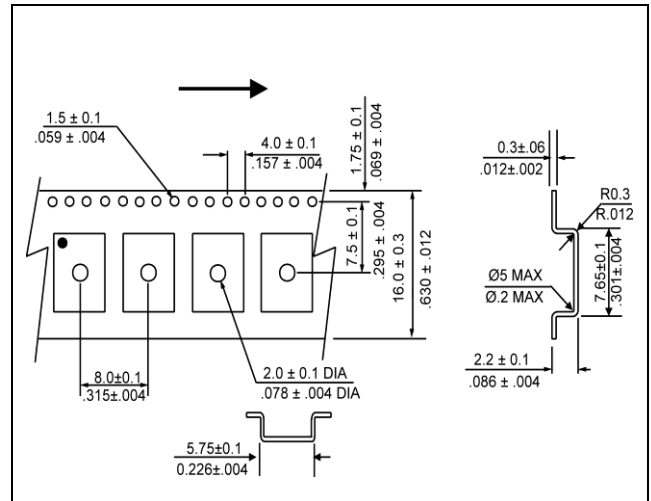 1.5 ± 0.1
.059 ± .004
4.0 ± 0.1
.157 ± .004
1.75 ± 0.1
.069 ± .004
0.3±.06
.012±.002
R0.3
R.012
7.5 ± 0.1
.295 ± .004
16.0 ± 0.3
.630 ± .012
Ø5 MAX
Ø.2 MAX
7.65±0.1
.301±.004
8.0±0.1
.315±.004
2.0 ± 0.1 DIA
.078 ± .004 DIA
2.2 ± 0.1
.086 ± .004
5.75±0.1
0.226±.004